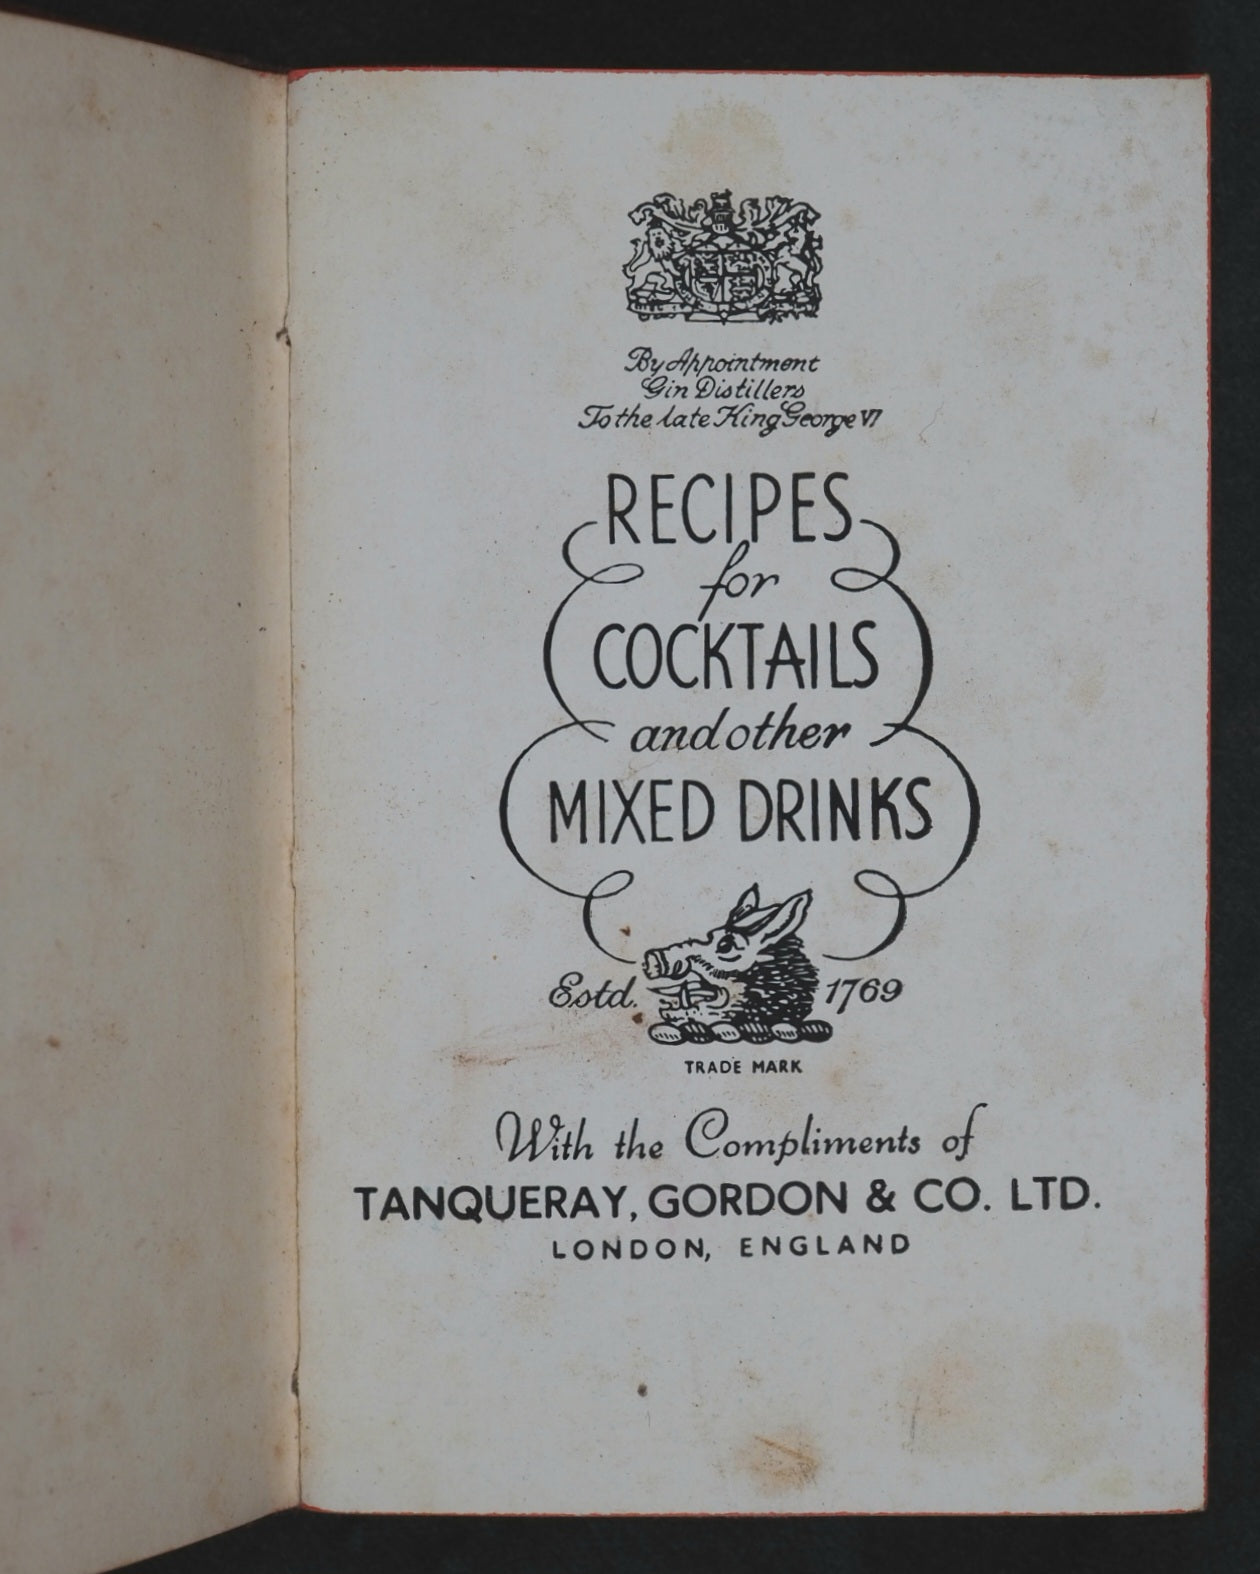 By Appointment
Gin Distillers
To the late King George VI
RECIPES
for
COCKTAILS
and other
MIXED DRINKS
Estd. 1769
TRADE MARK
With the Compliments of
TANQUERAY, GORDON & CO. LTD.
LONDON, ENGLAND